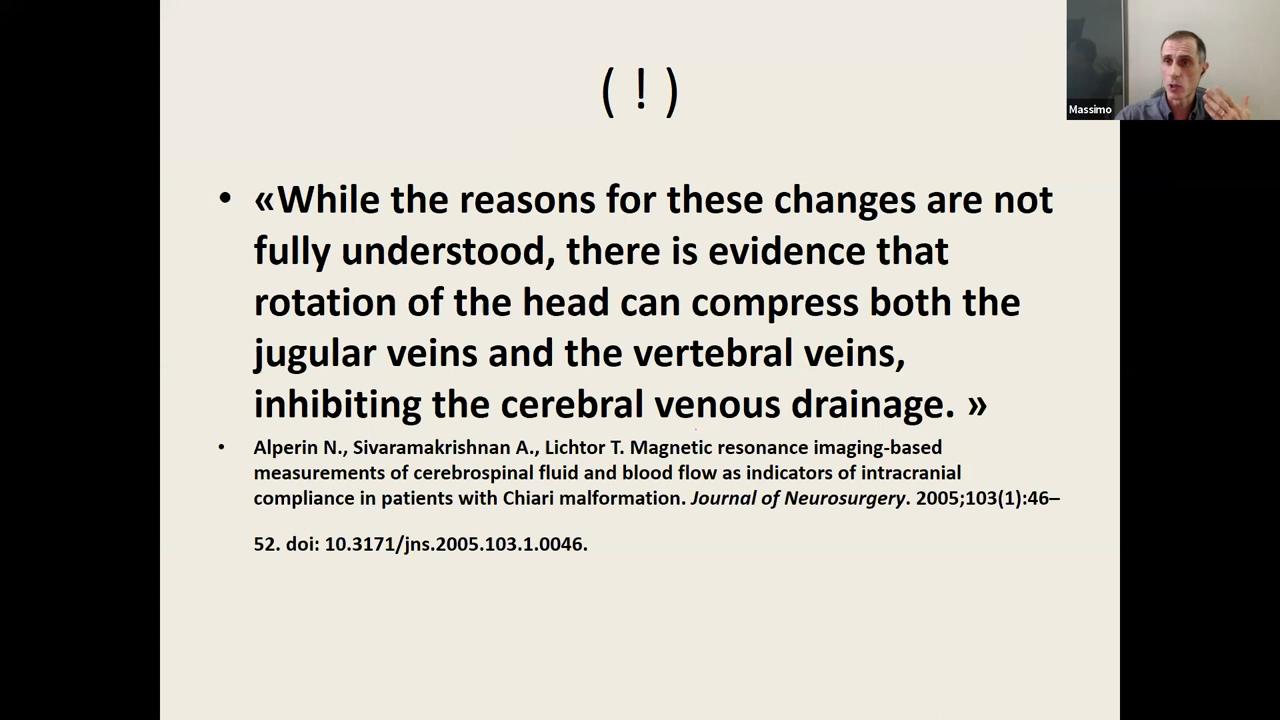 ( ! )
• «While the reasons for these changes are not
fully understood, there is evidence that
rotation of the head can compress both the
jugular veins and the vertebral veins,
inhibiting the cerebral venous drainage. »
• Alperin N., Sivaramakrishnan A., Lichtor T. Magnetic resonance imaging-based
measurements of cerebrospinal fluid and blood flow as indicators of intracranial
compliance in patients with Chiari malformation. Journal of Neurosurgery. 2005;103(1):46–
52. doi: 10.3171/jns.2005.103.1.0046.
Massimo